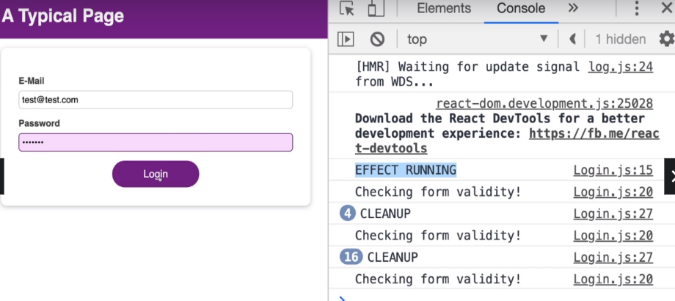 A Typical Page
E-Mail
test@test.com
Password
•••••••
Login
Elements Console »
top ▼ 1 hidden
[HMR] Waiting for update signal log.js:24
from WDS...
react-dom.development.js:25028
Download the React DevTools for a better
development experience: https://fb.me/reac
t-devtools
EFFECT RUNNING Login.js:15
Checking form validity! Login.js:20
4 CLEANUP Login.js:27
Checking form validity! Login.js:20
16 CLEANUP Login.js:27
Checking form validity! Login.js:20